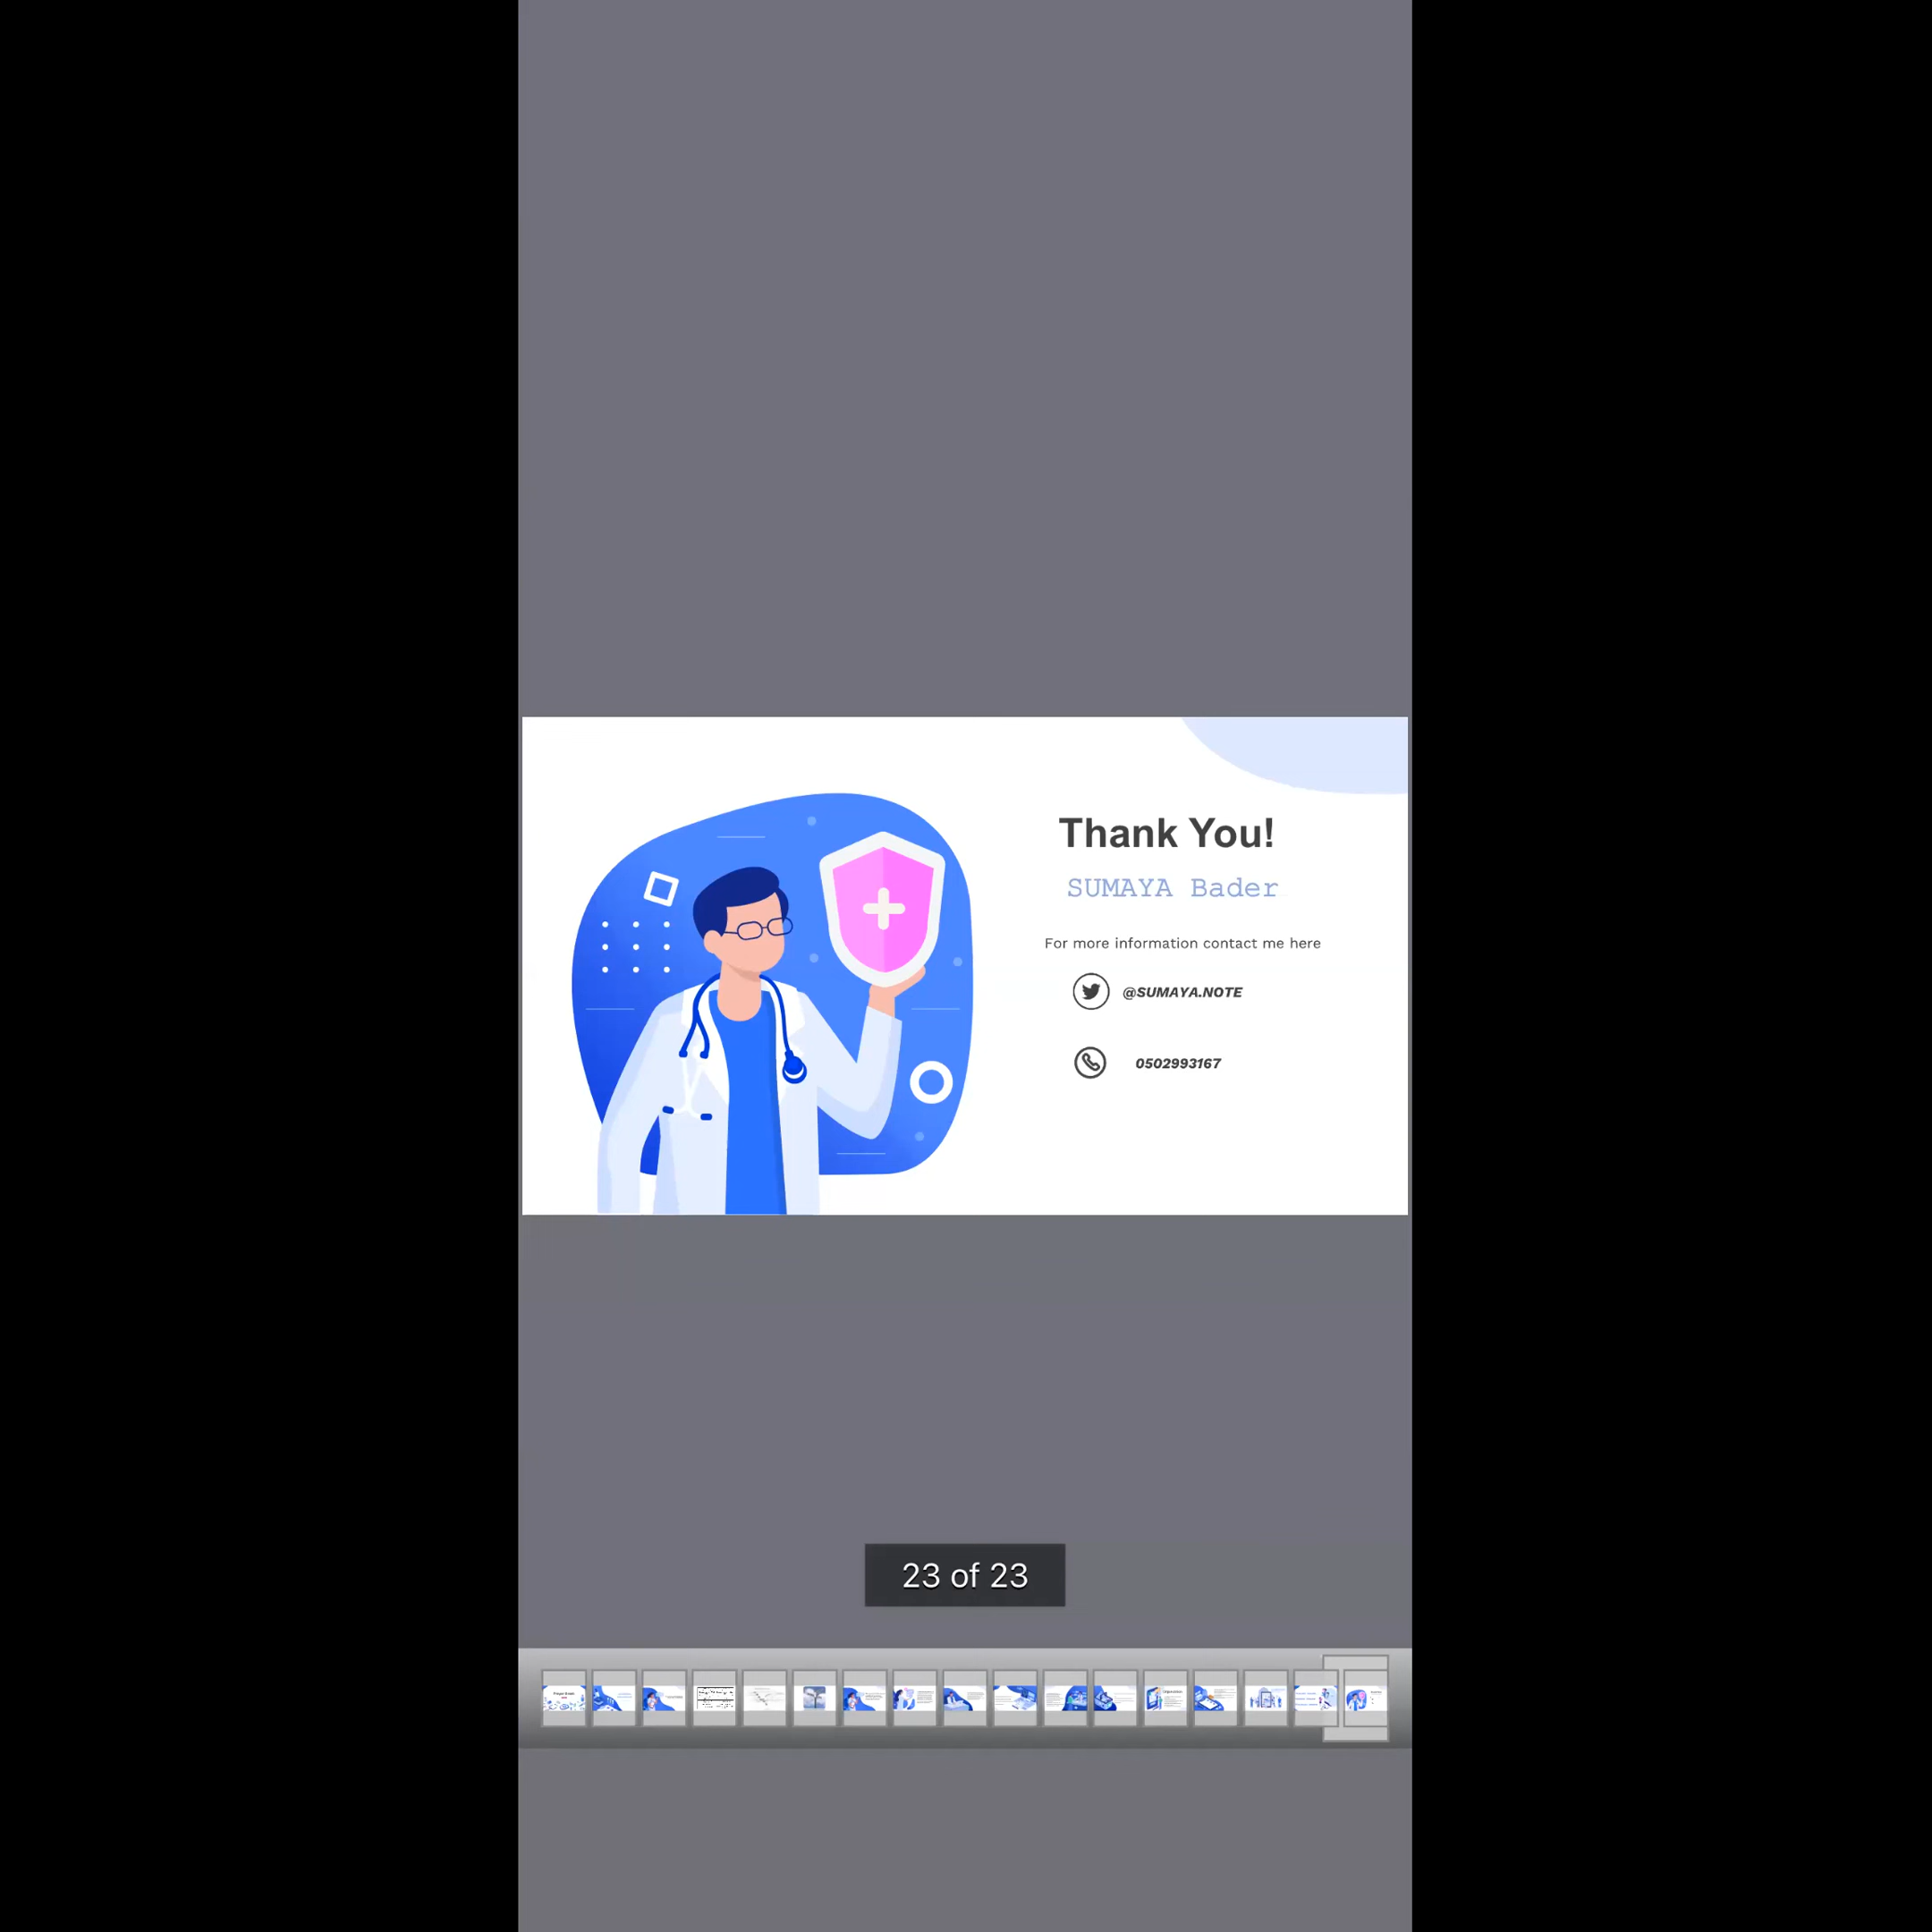 Thank You!
SUMAYA Bader
For more information contact me here
@SUMAYA.NOTE
0502993167
23 of 23